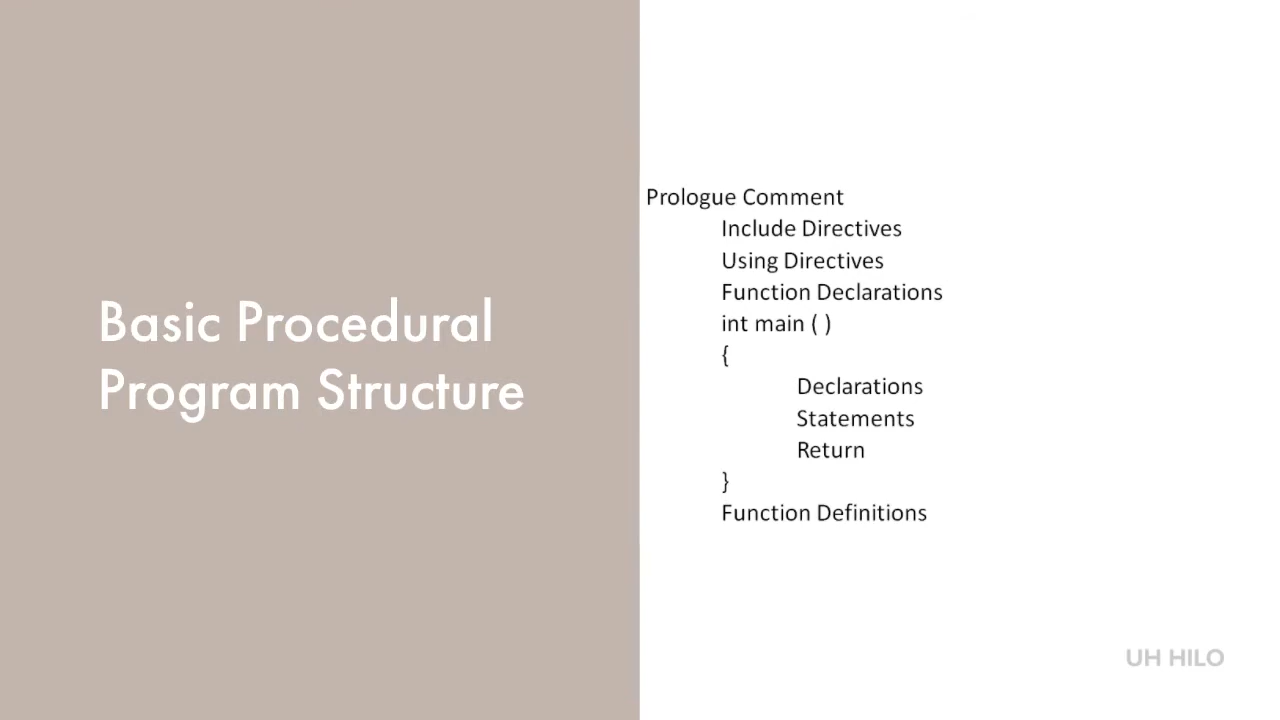 Basic Procedural
Program Structure
Prologue Comment
Include Directives
Using Directives
Function Declarations
int main ( )
{
Declarations
Statements
Return
}
Function Definitions
UH HILO